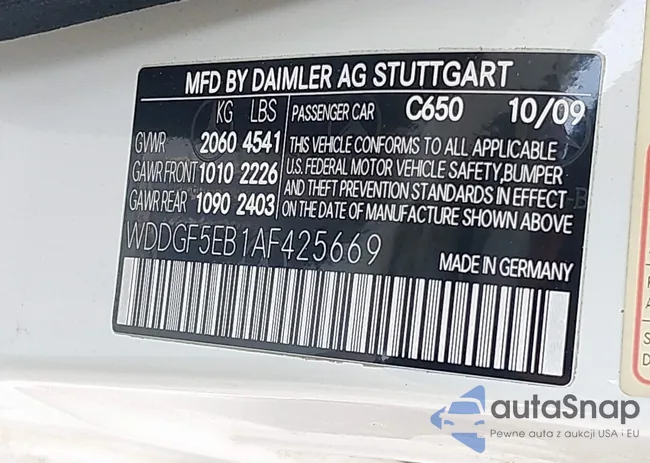 MFD BY DAIMLER AG STUTTGART
KG LBS PASSENGER CAR C650 10/09
GVWR 2060 4541 THIS VEHICLE CONFORMS TO ALL APPLICABLE
GAWR FRONT 1010 2226 U.S. FEDERAL MOTOR VEHICLE SAFETY,BUMPER
GAWR REAR 1090 2403 AND THEFT PREVENTION STANDARDS IN EFFECT
ON THE DATE OF MANUFACTURE SHOWN ABOVE
WDDGF5EB1AF425669 MADE IN GERMANY
autaSnap
Pewne auta z aukcji USA i EU